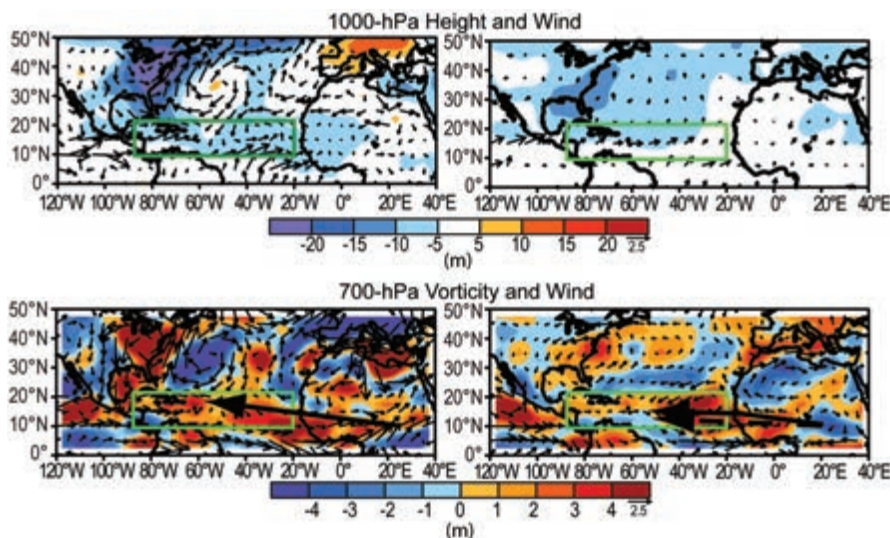 1000-hPa Height and Wind
50°N 50°N
40°N 40°N
30°N 30°N
20°N 20°N
10°N 10°N
0° 0°
120°W 100°W 80°W 60°W 40°W 20°W 0° 20°E 40°E 120°W 100°W 80°W 60°W 40°W 20°W 0° 20°E 40°E
-20 -15 -10 -5 5 10 15 20 2.5
(m)
700-hPa Vorticity and Wind
50°N 50°N
40°N 40°N
30°N 30°N
20°N 20°N
10°N 10°N
0° 0°
120°W 100°W 80°W 60°W 40°W 20°W 0° 20°E 40°E 120°W 100°W 80°W 60°W 40°W 20°W 0° 20°E 40°E
-4 -3 -2 -1 0 1 2 3 4 2.5
(m)